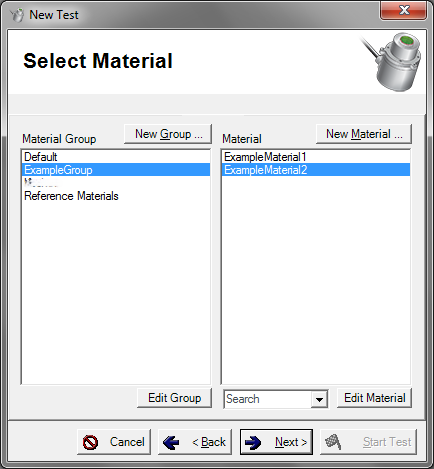 New Test
Select Material
Material Group
New Group ...
Material
New Material ...
Default
ExampleGroup
Reference Materials
ExampleMaterial1
ExampleMaterial2
Edit Group
Search
Edit Material
Cancel
< Back
Next >
Start Test